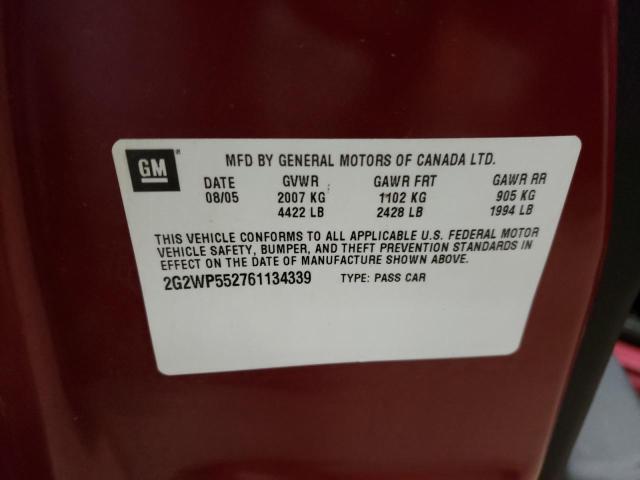 GM
MFD BY GENERAL MOTORS OF CANADA LTD.
DATE GVWR GAWR FRT GAWR RR
08/05 2007 KG 1102 KG 905 KG
4422 LB 2428 LB 1994 LB
THIS VEHICLE CONFORMS TO ALL APPLICABLE U.S. FEDERAL MOTOR
VEHICLE SAFETY, BUMPER, AND THEFT PREVENTION STANDARDS IN
EFFECT ON THE DATE OF MANUFACTURE SHOWN ABOVE.
2G2WP552761134339 TYPE: PASS CAR